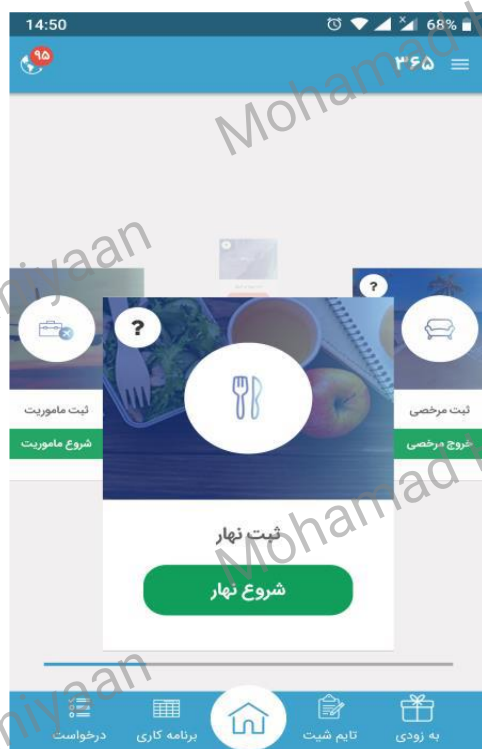 14:50
68%
۹۵
۳۶۵
?
?
ثبت مرخصی
ثبت ماموریت
خروج مرخصی
شروع ماموریت
ثبت نهار
شروع نهار
به زودی
تایم شیت
برنامه کاری
درخواست
Mohamad
niyaan
Mohamad
niyaan